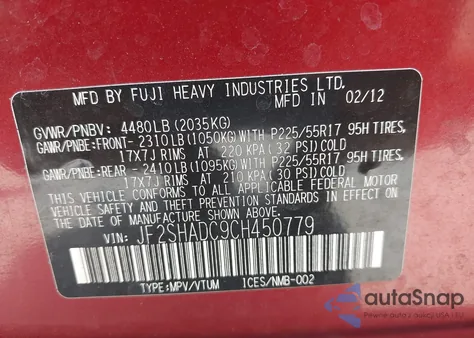 MFD BY FUJI HEAVY INDUSTRIES LTD.
MFD IN 02/12
GVWR/PNBV: 4480LB (2035KG)
GAWR/PNBE:FRONT- 2310LB (1050KG)WITH P225/55R17 95H TIRES,
17X7J RIMS AT 220 KPA ( 32 PSI) COLD
GAWR/PNBE: REAR- 2410LB (1095KG)WITH P225/55R17 95H TIRES,
17X7J RIMS AT 210 KPA ( 30 PSI) COLD
THIS VEHICLE CONFORMS TO ALL APPLICABLE FEDERAL MOTOR
VEHICLE SAFETY AND BUMPER STANDARDS IN EFFECT ON
THE DATE OF MANUFACTURE SHOWN ABOVE.
VIN: JF2SHADC9CH450779
TYPE:MPV/VTUM ICES/NMB-002
autoSnap